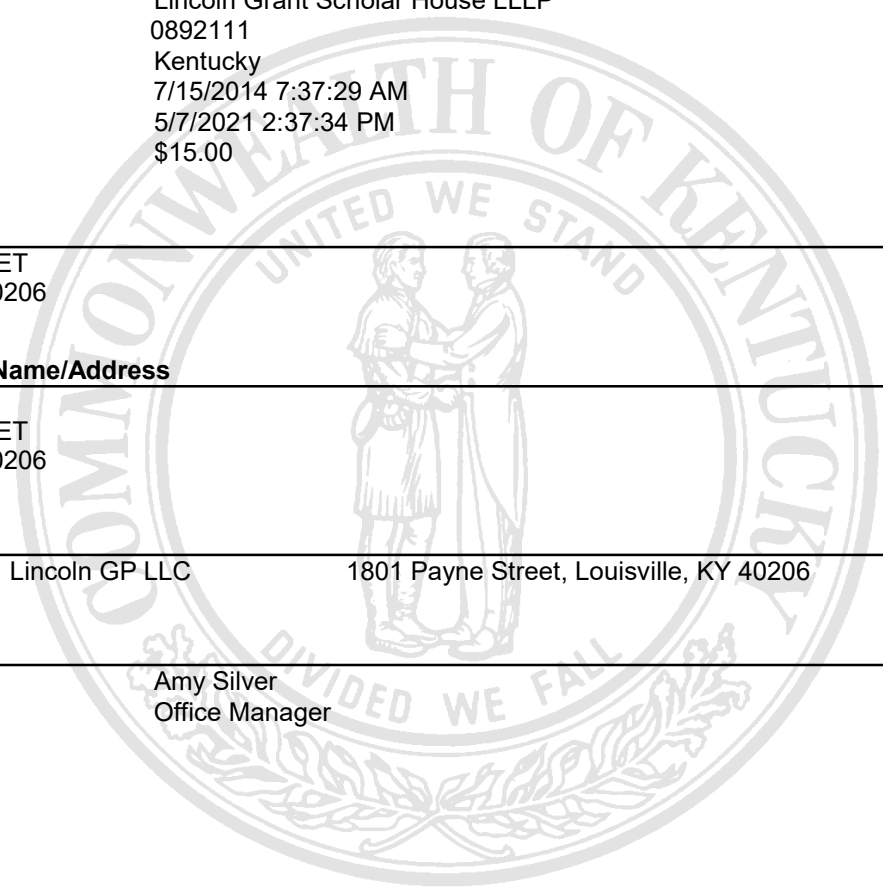 Lincoln Grant Scholar House LLLP
0892111
Kentucky
7/15/2014 7:37:29 AM
5/7/2021 2:37:34 PM
$15.00
COMMONWEALTH OF KENTUCKY
UNITED WE STAND
ET
0206
Name/Address
ET
0206
Lincoln GP LLC 1801 Payne Street, Louisville, KY 40206
DIVIDED WE FALL
Amy Silver
Office Manager